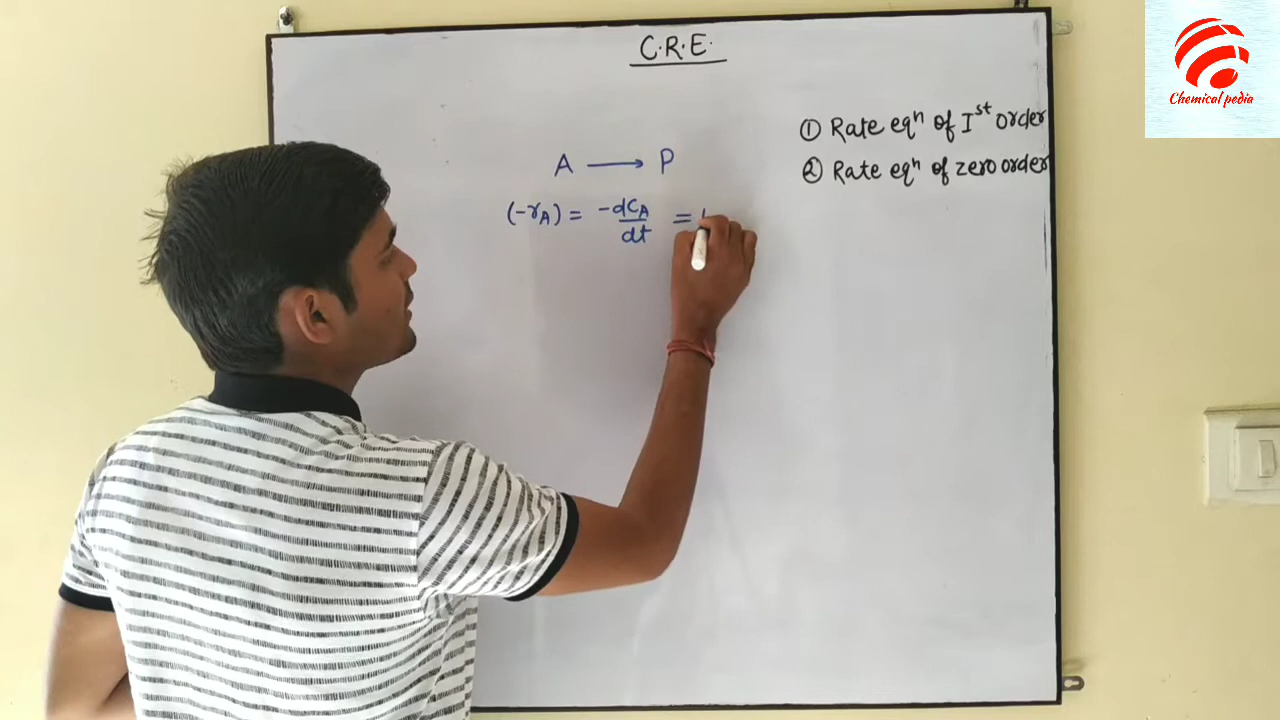 C.R.E.
Chemical pedia
① Rate eqⁿ of Iˢᵗ order
② Rate eqⁿ of zero order
A ⟶ P
(-rA) = -dCA/dt =